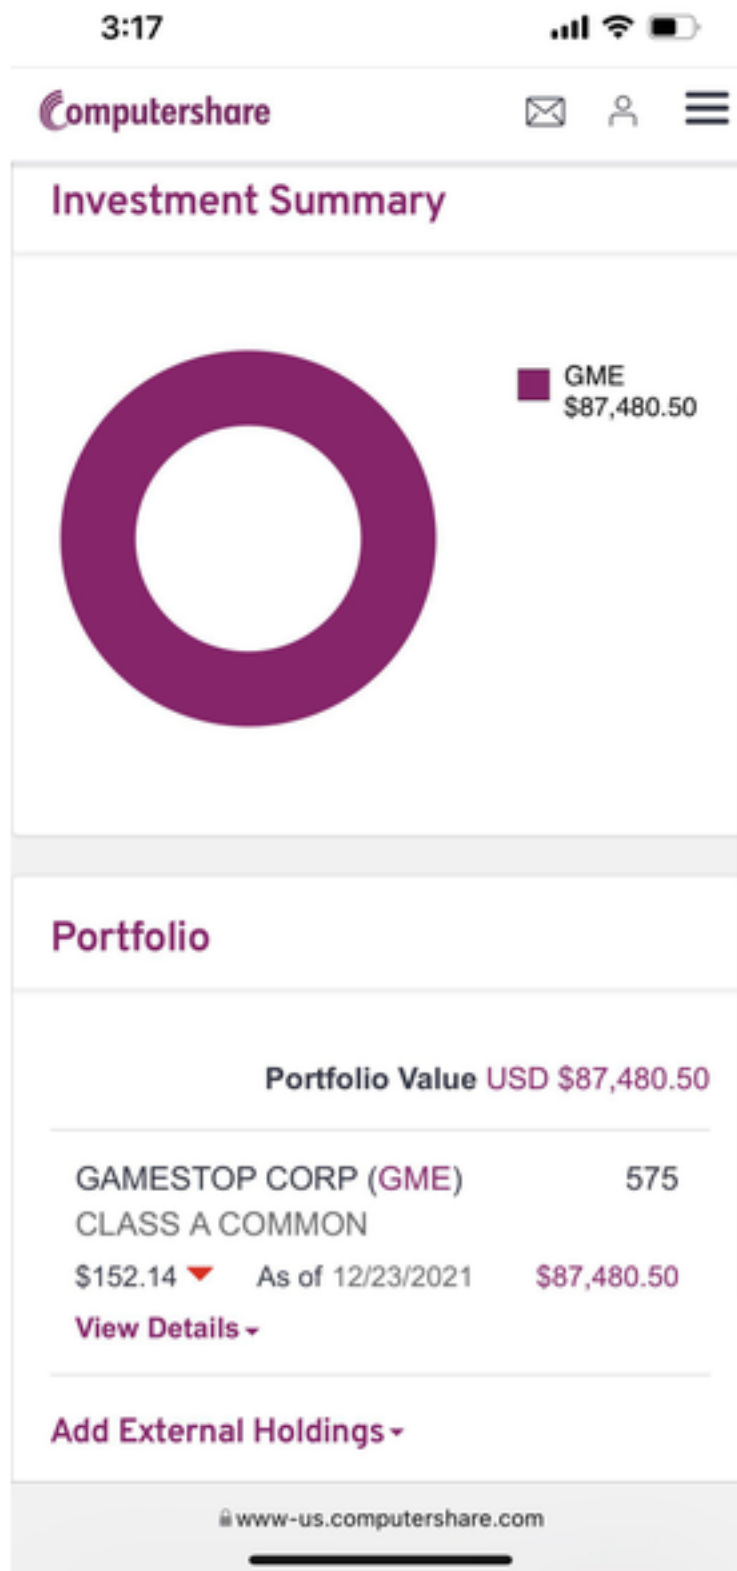 3:17
Computershare
Investment Summary
GME
$87,480.50
Portfolio
Portfolio Value USD $87,480.50
GAMESTOP CORP (GME) 575
CLASS A COMMON
$152.14 As of 12/23/2021 $87,480.50
View Details
Add External Holdings
www-us.computershare.com